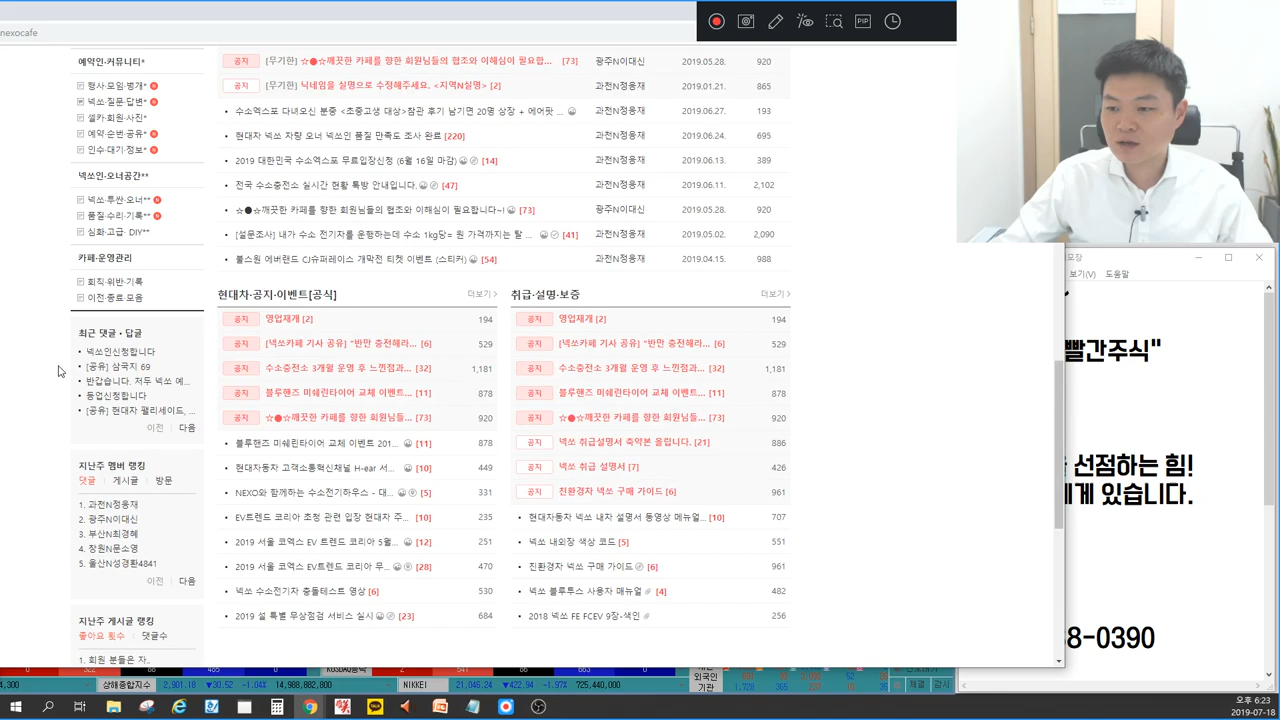 nexocafe
PIP
예약인·커뮤니티*
행사·모임·병개*
넥쏘·질문·답변*
셀카·회원·사진*
예약·순번·공유*
인수·대기·정보*
넥쏘인·오너공간**
넥쏘·투싼·오너**
품질·수리·기록**
심화·고급· DIY**
카페·운영관리
회칙·위반·기록
이전·종료·모음
최근 댓글 · 답글
넥쏘인신청합니다
[공유] 삼국지 69
반갑습니다. 저두 넥쏘 예...
등업신청합니다
[공유] 현대차 팰리세이드, ...
이전 다음
지난주 멤버 랭킹
댓글 게시글 방문
1. 과전N정용재
2. 광주N이대신
3. 부산N최경혜
4. 창원N문소영
5. 울산N성경환4841
이전 다음
지난주 게시글 랭킹
좋아요 횟수 댓글수
1. 회원 분들은 자..
공지 [무기한] ☆●☆깨끗한 카페를 향한 회원님들의 협조와 이해심이 필요합... [73] 광주N이대신 2019.05.28. 920
공지 [무기한] 닉네임을 실명으로 수정해주세요. <지역N실명> [2] 과전N정용재 2019.01.21. 865
수소엑스포 다녀오신 분중 <초중고생 대상>챌판 후기남기면 20명 상장 + 에어팟 ... 과전N정용재 2019.06.27. 193
현대차 넥쏘 차량 오너 넥쏘인 품질 만족도 조사 완료 [220] 과전N정용재 2019.06.24. 695
2019 대한민국 수소엑스포 무료입장신청 (6월 16일 마감) [14] 과전N정용재 2019.06.13. 389
전국 수소충전소 실시간 현황 톡방 안내입니다. [47] 과전N정용재 2019.06.11. 2,102
☆●☆깨끗한 카페를 향한 회원님들의 협조와 이해심이 필요합니다~! [73] 광주N이대신 2019.05.28. 920
[설문조사] 내가 수소 전기차를 운행하는데 수소 1kg당= 원 가격까지는 탈 ... [41] 과전N정용재 2019.05.02. 2,090
불스원 에버랜드 CJ슈퍼레이스 개막전 티켓 이벤트 (스티커) [54] 과전N정용재 2019.04.15. 988
현대차·공지·이벤트[공식] 더보기 >
공지 영업재개 [2] 194
공지 [넥쏘카페 기사 공유] "반만 충전해라... [6] 529
공지 수소충전소 3개월 운영 후 느낀점과... [32] 1,181
공지 블루핸즈 미쉐린타이어 교체 이벤트... [11] 878
공지 ☆●☆깨끗한 카페를 향한 회원님들... [73] 920
블루핸즈 미쉐린타이어 교체 이벤트 201... [11] 878
현대자동차 고객소통혁신채널 H-ear 서... [10] 449
NEXO와 함께하는 수소전기하우스 - 대... [5] 331
EV트렌드 코리아 초청 관련 입장 현대차 주... [10] 235
2019 서울 코엑스 EV 트렌드 코리아 5월... [12] 251
2019 서울 코엑스 EV트렌드 코리아 무... [28] 470
넥쏘 수소전기차 충돌테스트 영상 [6] 530
2019 설 특별 무상점검 서비스 실시 [23] 684
취급·설명·보증 더보기 >
공지 영업재개 [2] 194
공지 [넥쏘카페 기사 공유] "반만 충전해라... [6] 529
공지 수소충전소 3개월 운영 후 느낀점과... [32] 1,181
공지 블루핸즈 미쉐린타이어 교체 이벤트... [11] 878
공지 ☆●☆깨끗한 카페를 향한 회원님들... [73] 920
공지 넥쏘 취급설명서 축약본 올립니다. [21] 886
공지 넥쏘 취급 설명서 [7] 426
공지 친환경차 넥쏘 구매 가이드 [6] 961
현대자동차 넥쏘 내차 설명서 동영상 메뉴얼... [10] 707
넥쏘 내외장 색상 코드 [5] 551
친환경차 넥쏘 구매 가이드 [6] 961
넥쏘 블루투스 사용자 메뉴얼 [4] 482
2018 넥쏘 FE FCEV 9장-색인 256
모장
보기(V) 도움말
빨간주식"
선점하는 힘!
에게 있습니다.
8-0390
4,300 상해종합지수 2,901.18 ▼30.52 -1.04% 14,988,882,800 NIKKEI 21,046.24 ▼422.94 -1.97% 725,440,000
외국인
기관 1,728 365
체결 감시
TALK
오후 6:23
2019-07-18